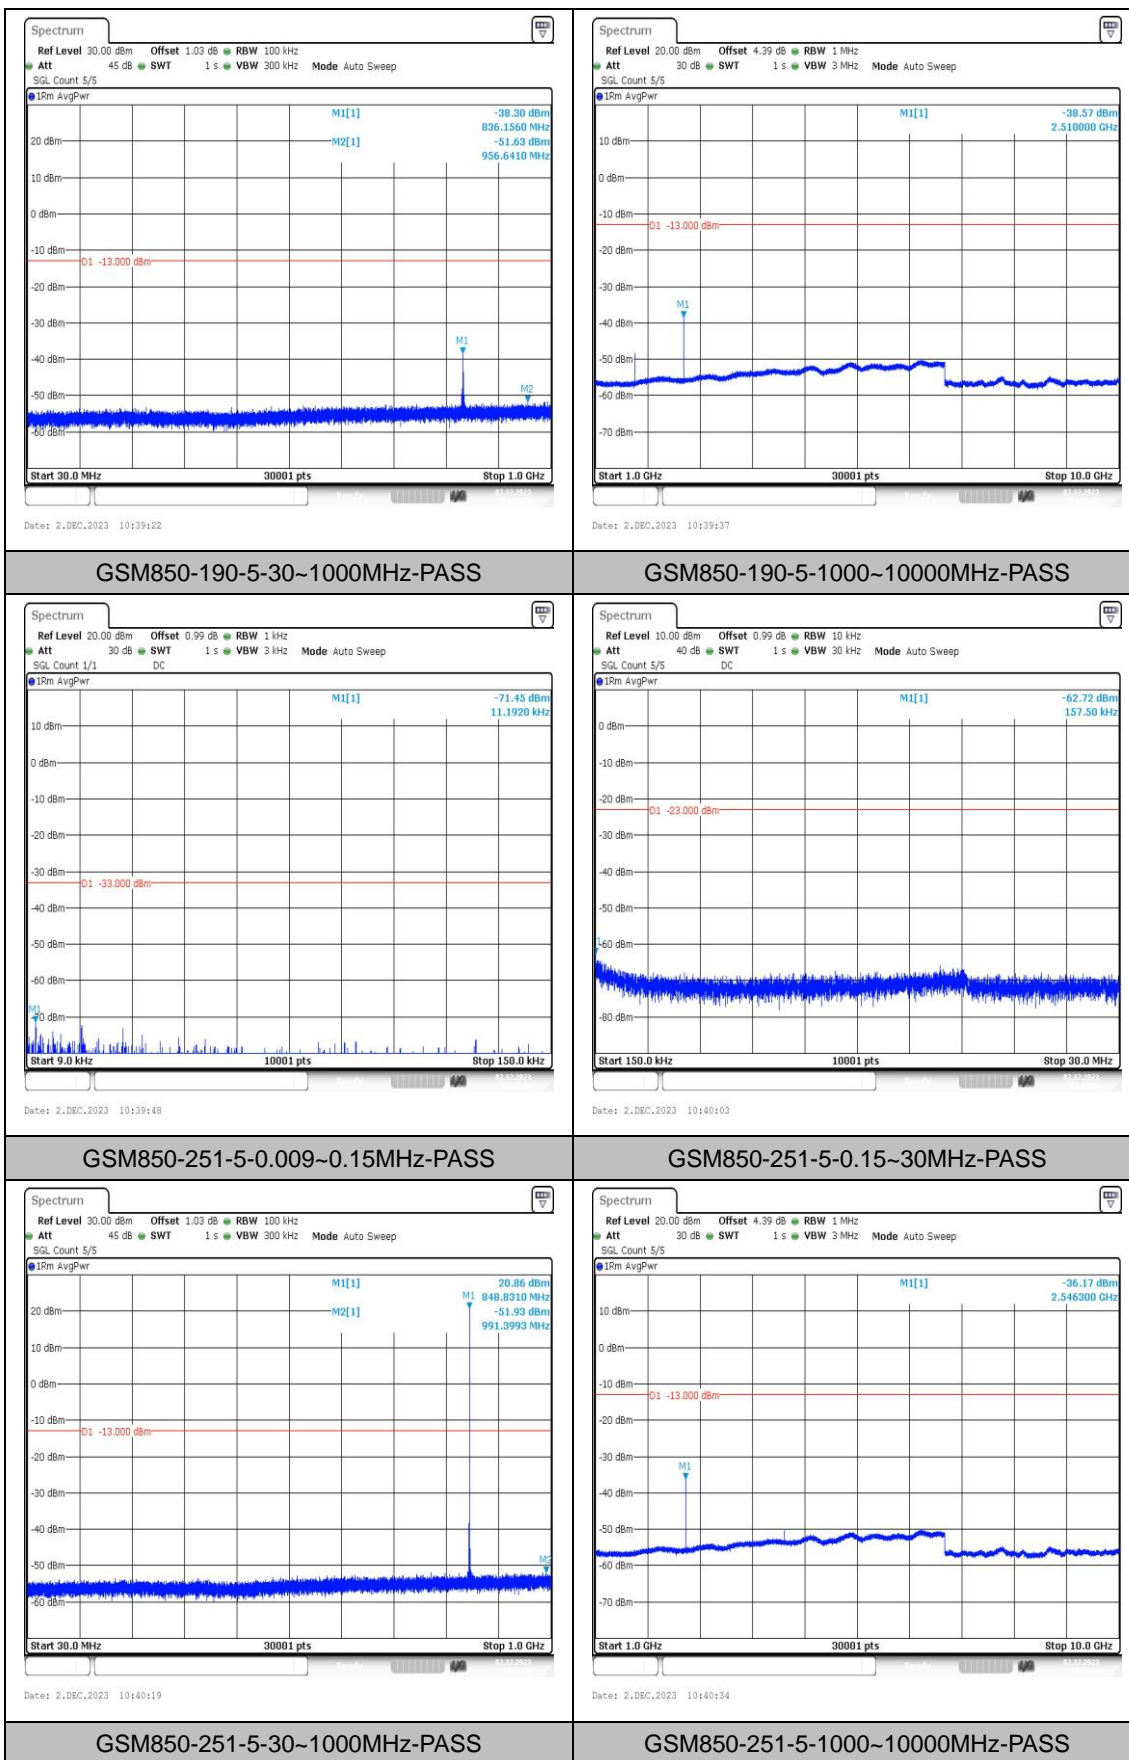 Spectrum
Ref Level 30.00 dBm Offset 1.03 dB RBW 100 kHz
Att 45 dB SWT 1 s VBW 300 kHz Mode Auto Sweep
SGL Count 5/5
1Rm AvgPwr
M1[1] -38.30 dBm
836.1560 MHz
M2[1] -51.63 dBm
956.6410 MHz
20 dBm
10 dBm
0 dBm
-10 dBm
D1 -13.000 dBm
-20 dBm
-30 dBm
M1
-40 dBm
M2
-50 dBm
-60 dBm
Start 30.0 MHz 30001 pts Stop 1.0 GHz
02.12.2023
Date: 2.DEC.2023 10:39:22
Spectrum
Ref Level 20.00 dBm Offset 4.39 dB RBW 1 MHz
Att 30 dB SWT 1 s VBW 3 MHz Mode Auto Sweep
SGL Count 5/5
1Rm AvgPwr
M1[1] -38.57 dBm
2.510000 GHz
10 dBm
0 dBm
-10 dBm
D1 -13.000 dBm
-20 dBm
-30 dBm
M1
-40 dBm
-50 dBm
-60 dBm
-70 dBm
Start 1.0 GHz 30001 pts Stop 10.0 GHz
Date: 2.DEC.2023 10:39:37
GSM850-190-5-30~1000MHz-PASS
GSM850-190-5-1000~10000MHz-PASS
Spectrum
Ref Level 20.00 dBm Offset 0.99 dB RBW 1 kHz
Att 30 dB SWT 1 s VBW 3 kHz Mode Auto Sweep
SGL Count 1/1 DC
1Rm AvgPwr
M1[1] -71.45 dBm
11.1920 kHz
10 dBm
0 dBm
-10 dBm
-20 dBm
-30 dBm
D1 -33.000 dBm
-40 dBm
-50 dBm
-60 dBm
M1
-70 dBm
Start 9.0 kHz 10001 pts Stop 150.0 kHz
Date: 2.DEC.2023 10:39:48
Spectrum
Ref Level 10.00 dBm Offset 0.99 dB RBW 10 kHz
Att 40 dB SWT 1 s VBW 30 kHz Mode Auto Sweep
SGL Count 5/5 DC
1Rm AvgPwr
M1[1] -62.72 dBm
157.50 kHz
0 dBm
-10 dBm
-20 dBm
D1 -23.000 dBm
-30 dBm
-40 dBm
-50 dBm
-60 dBm
-80 dBm
Start 150.0 kHz 10001 pts Stop 30.0 MHz
Date: 2.DEC.2023 10:40:03
GSM850-251-5-0.009~0.15MHz-PASS
GSM850-251-5-0.15~30MHz-PASS
Spectrum
Ref Level 30.00 dBm Offset 1.03 dB RBW 100 kHz
Att 45 dB SWT 1 s VBW 300 kHz Mode Auto Sweep
SGL Count 5/5
1Rm AvgPwr
M1[1] 20.86 dBm
M1 848.8310 MHz
M2[1] -51.93 dBm
991.3993 MHz
20 dBm
10 dBm
0 dBm
-10 dBm
D1 -13.000 dBm
-20 dBm
-30 dBm
-40 dBm
-50 dBm
M2
-60 dBm
Start 30.0 MHz 30001 pts Stop 1.0 GHz
Date: 2.DEC.2023 10:40:19
Spectrum
Ref Level 20.00 dBm Offset 4.39 dB RBW 1 MHz
Att 30 dB SWT 1 s VBW 3 MHz Mode Auto Sweep
SGL Count 5/5
1Rm AvgPwr
M1[1] -36.17 dBm
2.546300 GHz
10 dBm
0 dBm
-10 dBm
D1 -13.000 dBm
-20 dBm
-30 dBm
M1
-40 dBm
-50 dBm
-60 dBm
-70 dBm
Start 1.0 GHz 30001 pts Stop 10.0 GHz
Date: 2.DEC.2023 10:40:34
GSM850-251-5-30~1000MHz-PASS
GSM850-251-5-1000~10000MHz-PASS